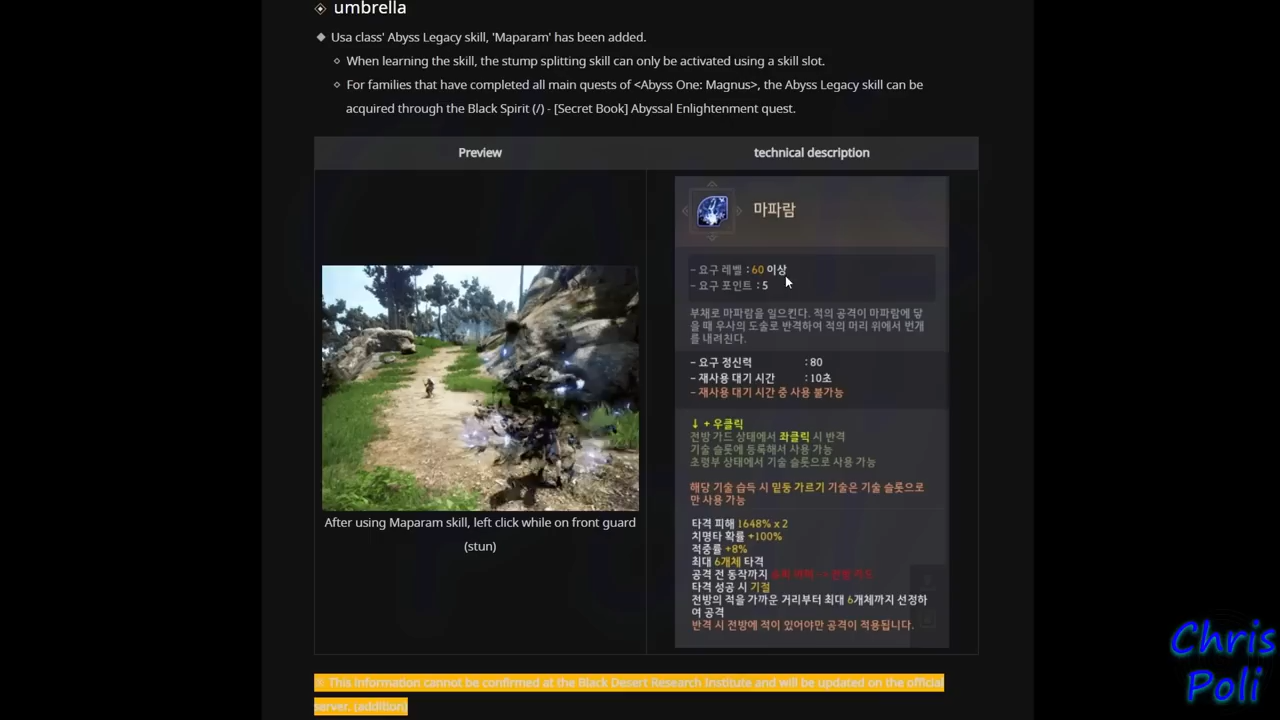 umbrella
Usa class' Abyss Legacy skill, 'Maparam' has been added.
When learning the skill, the stump splitting skill can only be activated using a skill slot.
For families that have completed all main quests of <Abyss One: Magnus>, the Abyss Legacy skill can be
acquired through the Black Spirit (/) - [Secret Book] Abyssal Enlightenment quest.
Preview
technical description
마파람
- 요구 레벨 : 60 이상
- 요구 포인트 : 5
부채로 마파람을 일으킨다. 적의 공격이 마파람에 닿
을 때 우사의 도술로 반격하여 적의 머리 위에서 번개
를 내려친다.
- 요구 정신력 : 80
- 재사용 대기 시간 : 10초
- 재사용 대기 시간 중 사용 불가능
↓ + 우클릭
전방 가드 상태에서 좌클릭 시 반격
기술 슬롯에 등록해서 사용 가능
초령부 상태에서 기술 슬롯으로 사용 가능
해당 기술 습득 시 밑둥 가르기 기술은 기술 슬롯으로
만 사용 가능
타격 피해 1648% x 2
치명타 확률 +100%
적중률 +8%
최대 6개체 타격
공격 전 동작까지
타격 성공 시 기절
전방의 적을 가까운 거리부터 최대 6개체까지 선정하
여 공격
반격 시 전방에 적이 있어야만 공격이 적용됩니다.
After using Maparam skill, left click while on front guard
(stun)
※ This information cannot be confirmed at the Black Desert Research Institute and will be updated on the official
server. (addition)
Chris
Poli